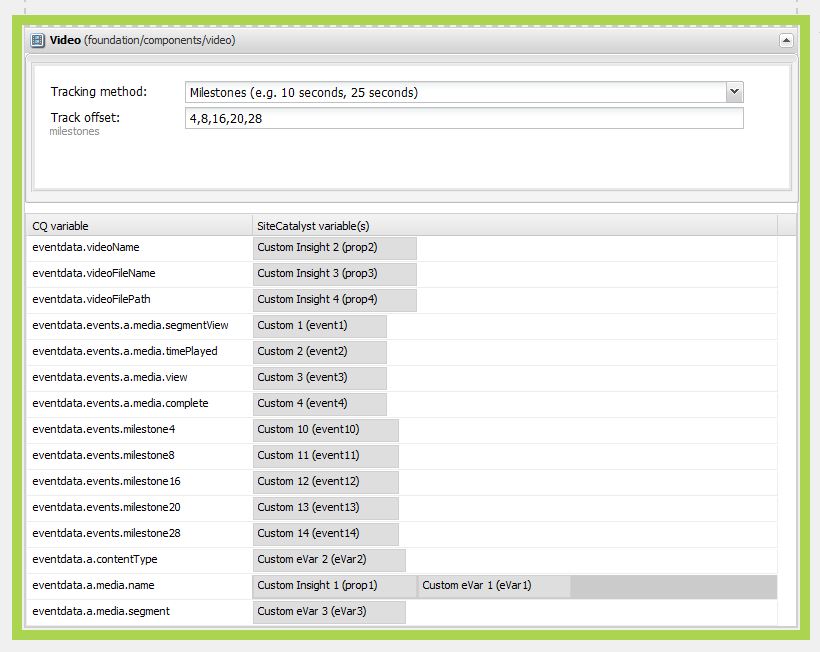 Video (foundation/components/video)
Tracking method: Milestones (e.g. 10 seconds, 25 seconds)
Track offset: 4,8,16,20,28
milestones
CQ variable SiteCatalyst variable(s)
eventdata.videoName Custom Insight 2 (prop2)
eventdata.videoFileName Custom Insight 3 (prop3)
eventdata.videoFilePath Custom Insight 4 (prop4)
eventdata.events.a.media.segmentView Custom 1 (event1)
eventdata.events.a.media.timePlayed Custom 2 (event2)
eventdata.events.a.media.view Custom 3 (event3)
eventdata.events.a.media.complete Custom 4 (event4)
eventdata.events.milestone4 Custom 10 (event10)
eventdata.events.milestone8 Custom 11 (event11)
eventdata.events.milestone16 Custom 12 (event12)
eventdata.events.milestone20 Custom 13 (event13)
eventdata.events.milestone28 Custom 14 (event14)
eventdata.a.contentType Custom eVar 2 (eVar2)
eventdata.a.media.name Custom Insight 1 (prop1) Custom eVar 1 (eVar1)
eventdata.a.media.segment Custom eVar 3 (eVar3)